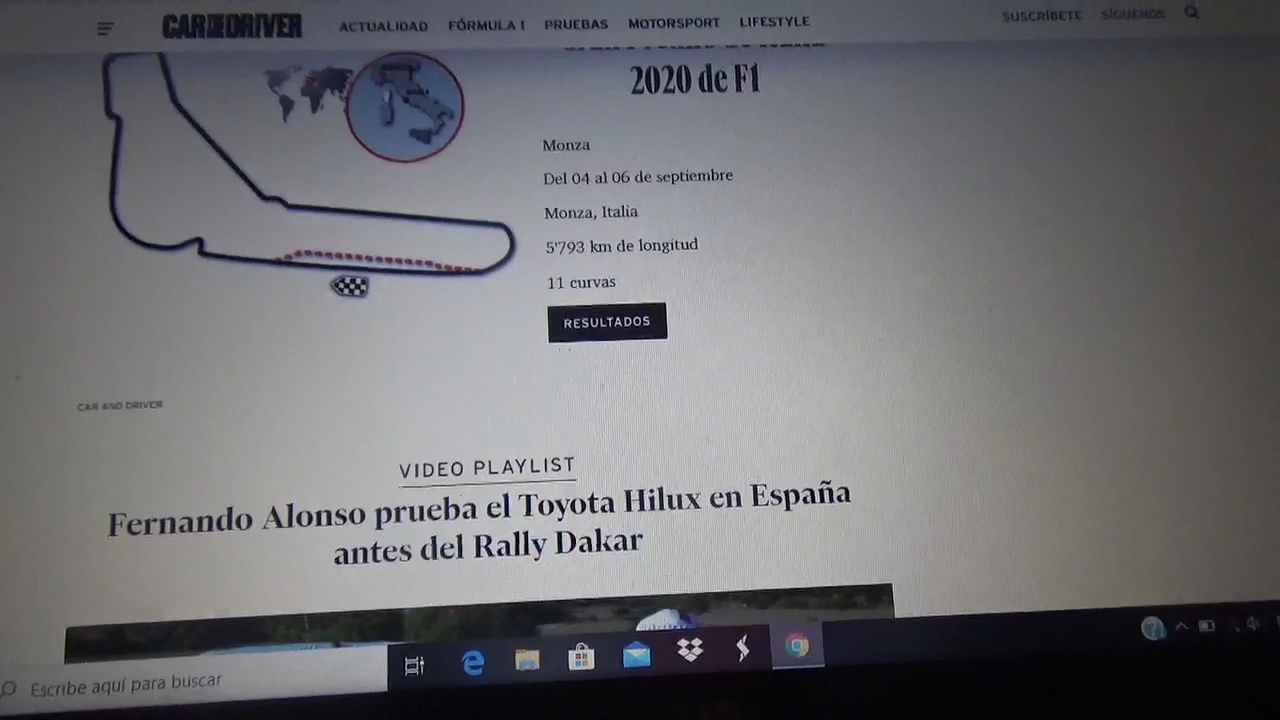 CAR AND DRIVER
ACTUALIDAD FÓRMULA 1 PRUEBAS MOTORSPORT LIFESTYLE
SUSCRÍBETE SÍGUENOS
2020 de F1
Monza
Del 04 al 06 de septiembre
Monza, Italia
5'793 km de longitud
11 curvas
RESULTADOS
CAR AND DRIVER
VIDEO PLAYLIST
Fernando Alonso prueba el Toyota Hilux en España
antes del Rally Dakar
Escribe aquí para buscar